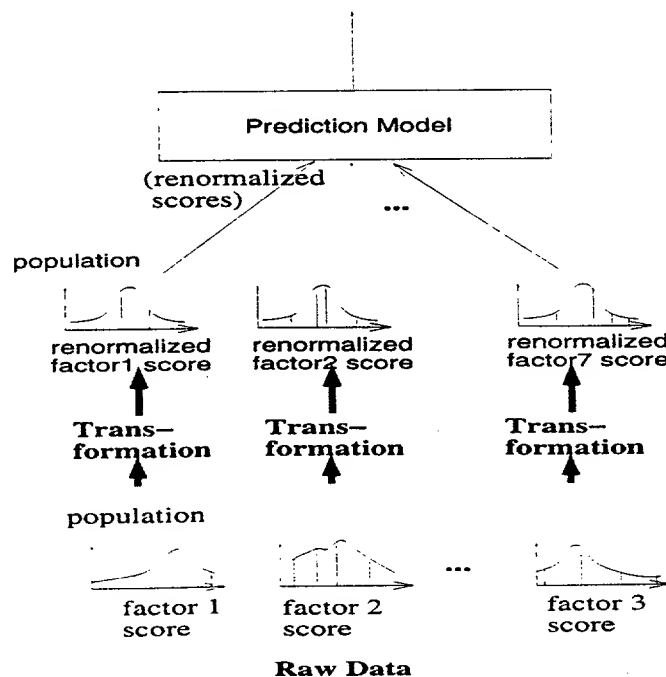 Prediction Model
(renormalized
scores)
...
population
renormalized
factor1 score
renormalized
factor2 score
renormalized
factor7 score
Trans-
formation
Trans-
formation
Trans-
formation
population
...
factor 1
score
factor 2
score
factor 3
score
Raw Data